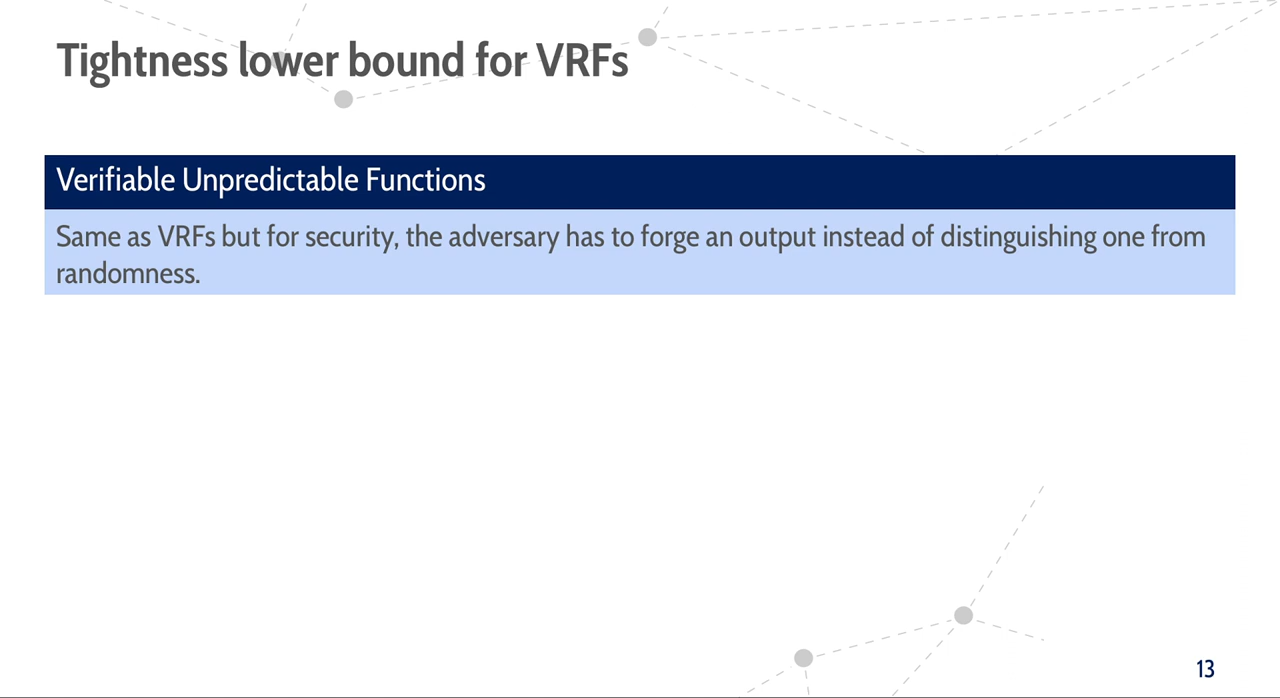 Tightness lower bound for VRFs
Verifiable Unpredictable Functions
Same as VRFs but for security, the adversary has to forge an output instead of distinguishing one from
randomness.
13